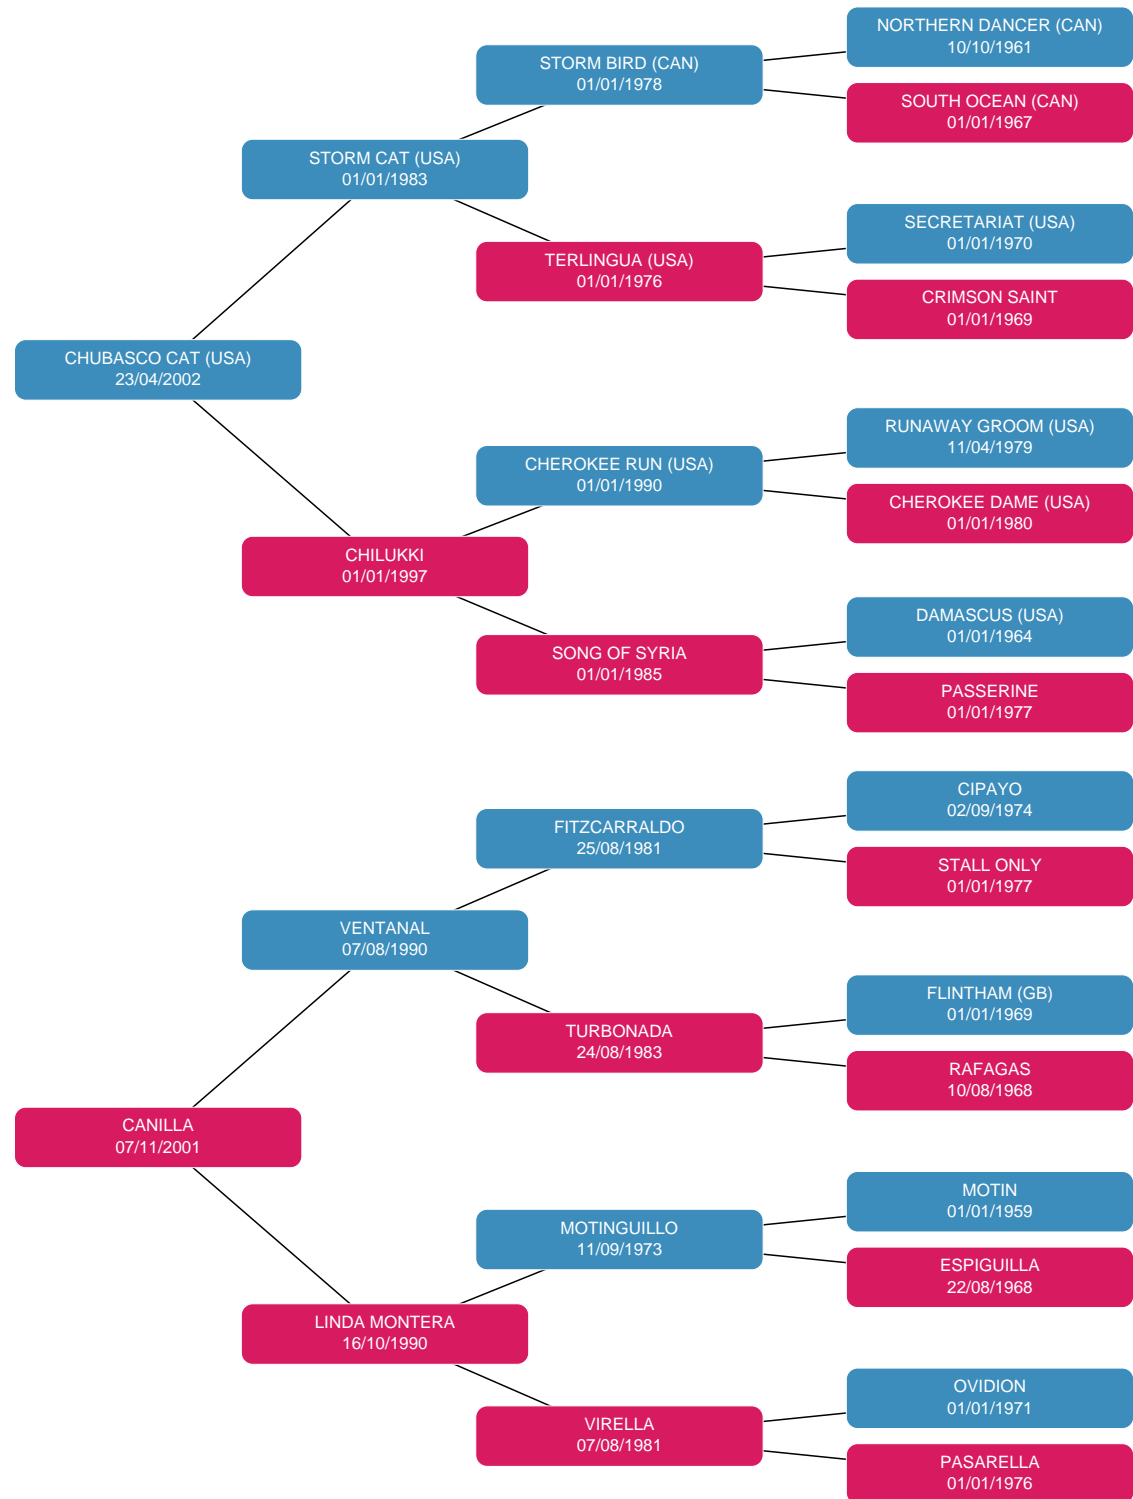 NORTHERN DANCER (CAN)
10/10/1961
STORM BIRD (CAN)
01/01/1978
SOUTH OCEAN (CAN)
01/01/1967
STORM CAT (USA)
01/01/1983
SECRETARIAT (USA)
01/01/1970
TERLINGUA (USA)
01/01/1976
CRIMSON SAINT
01/01/1969
CHUBASCO CAT (USA)
23/04/2002
RUNAWAY GROOM (USA)
11/04/1979
CHEROKEE RUN (USA)
01/01/1990
CHEROKEE DAME (USA)
01/01/1980
CHILUKKI
01/01/1997
DAMASCUS (USA)
01/01/1964
SONG OF SYRIA
01/01/1985
PASSERINE
01/01/1977
CIPAYO
02/09/1974
FITZCARRALDO
25/08/1981
STALL ONLY
01/01/1977
VENTANAL
07/08/1990
FLINTHAM (GB)
01/01/1969
TURBONADA
24/08/1983
RAFAGAS
10/08/1968
CANILLA
07/11/2001
MOTIN
01/01/1959
MOTINGUILLO
11/09/1973
ESPIGUILLA
22/08/1968
LINDA MONTERA
16/10/1990
OVIDION
01/01/1971
VIRELLA
07/08/1981
PASARELLA
01/01/1976